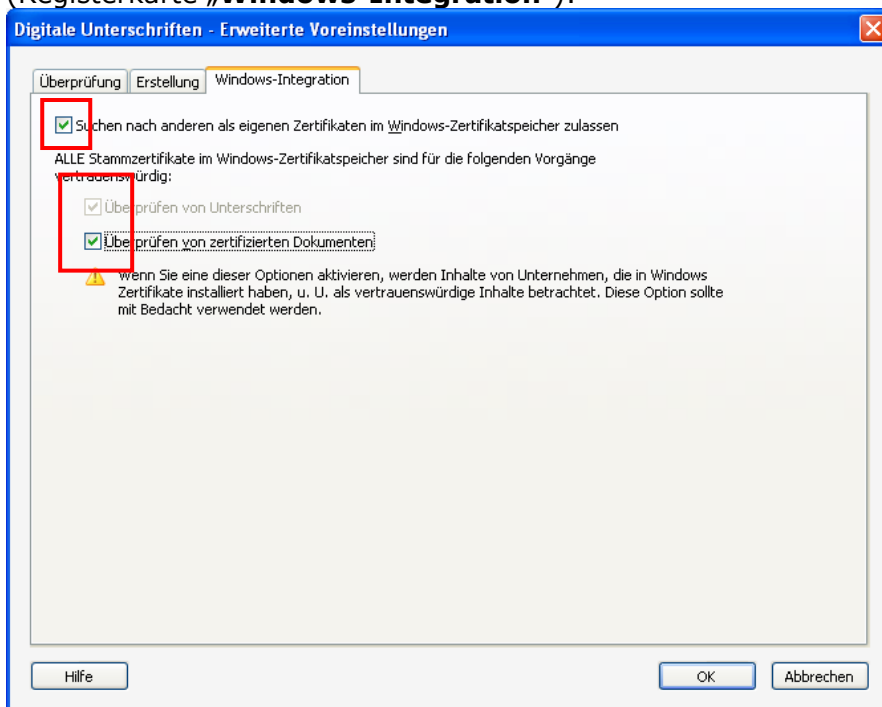 (Registerkarte „Windows-Integration“).
Digitale Unterschriften - Erweiterte Voreinstellungen
Überprüfung Erstellung Windows-Integration
Suchen nach anderen als eigenen Zertifikaten im Windows-Zertifikatspeicher zulassen
ALLE Stammzertifikate im Windows-Zertifikatspeicher sind für die folgenden Vorgänge
vertrauenswürdig:
Überprüfen von Unterschriften
Überprüfen von zertifizierten Dokumenten
Wenn Sie eine dieser Optionen aktivieren, werden Inhalte von Unternehmen, die in Windows
Zertifikate installiert haben, u. U. als vertrauenswürdige Inhalte betrachtet. Diese Option sollte
mit Bedacht verwendet werden.
Hilfe OK Abbrechen